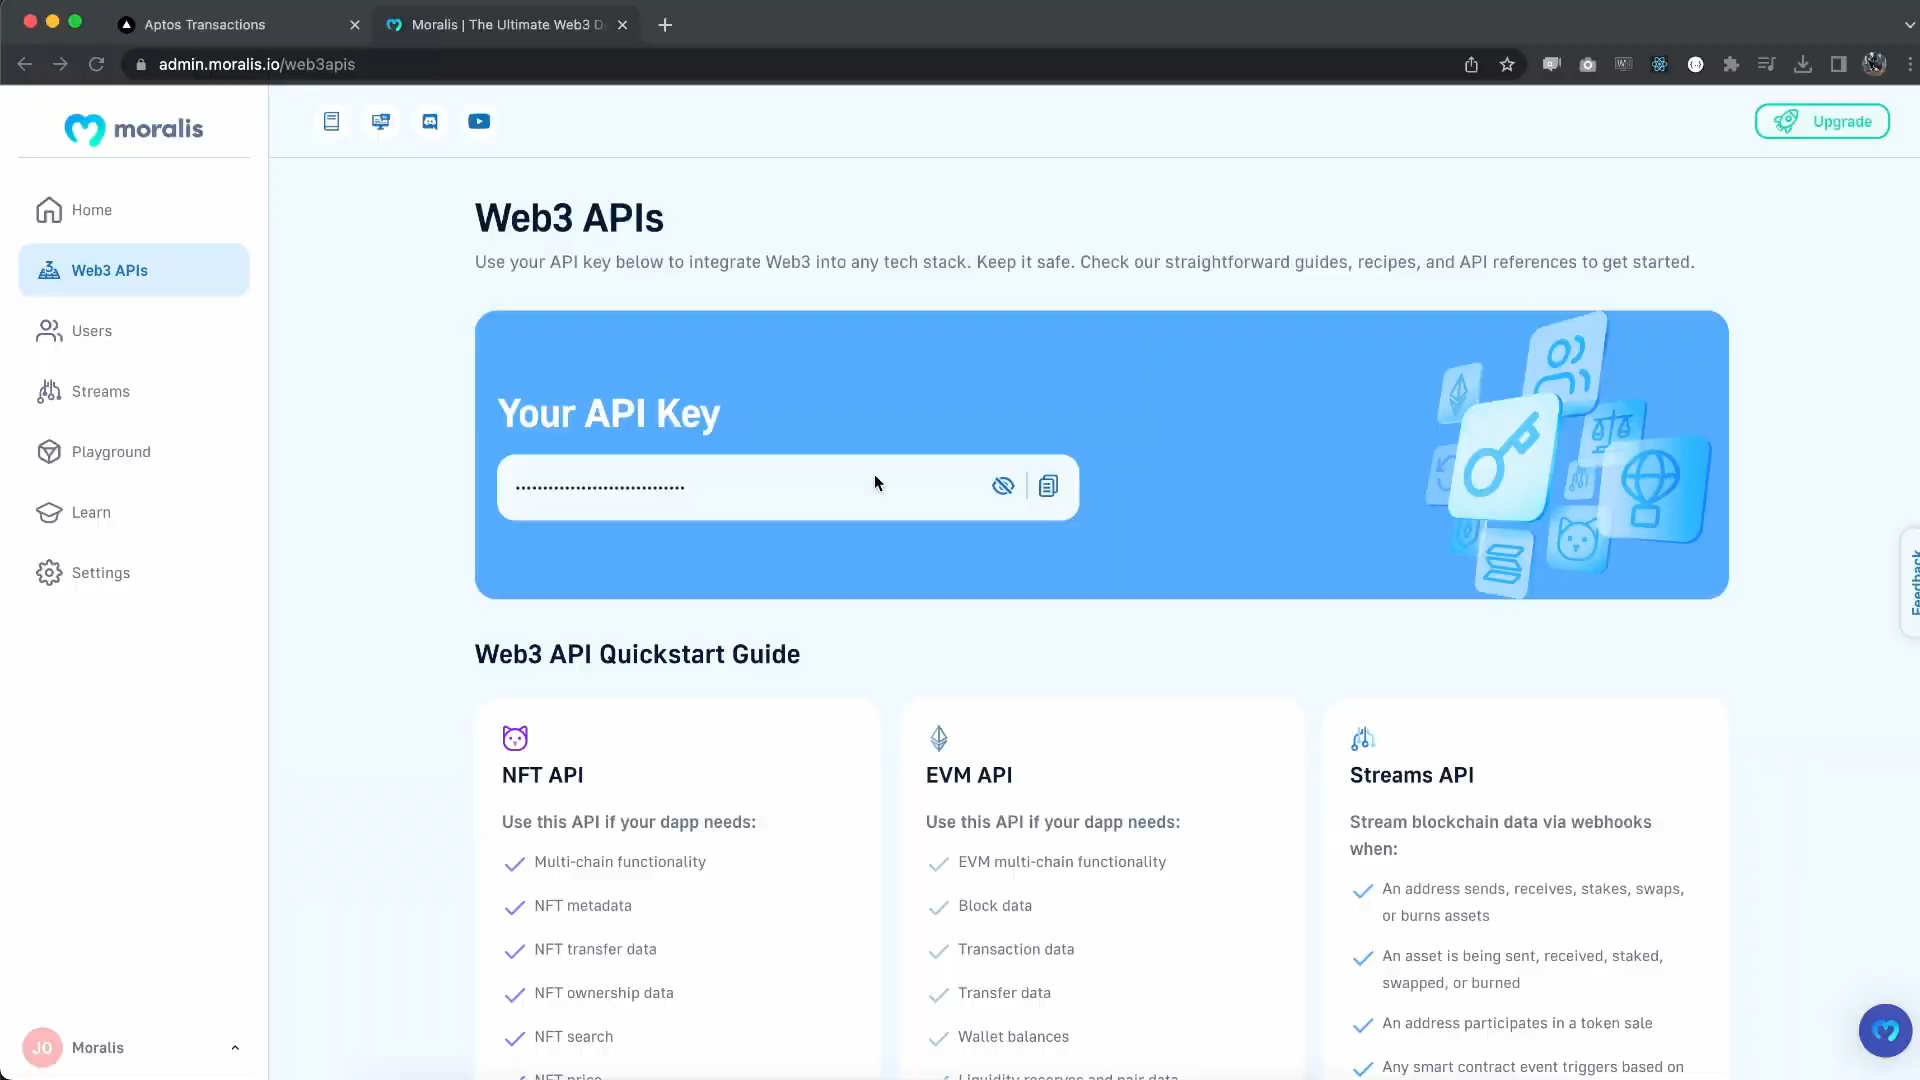 Aptos Transactions
Moralis | The Ultimate Web3 D
admin.moralis.io/web3apis
moralis
Upgrade
Home
Web3 APIs
Users
Streams
Playground
Learn
Settings
JO
Moralis
Web3 APIs
Use your API key below to integrate Web3 into any tech stack. Keep it safe. Check our straightforward guides, recipes, and API references to get started.
Your API Key
•••••••••••••••••••••••••••••••
Web3 API Quickstart Guide
NFT API
Use this API if your dapp needs:
Multi-chain functionality
NFT metadata
NFT transfer data
NFT ownership data
NFT search
NFT price
EVM API
Use this API if your dapp needs:
EVM multi-chain functionality
Block data
Transaction data
Transfer data
Wallet balances
Liquidity reserves and pair data
Streams API
Stream blockchain data via webhooks
when:
An address sends, receives, stakes, swaps,
or burns assets
An asset is being sent, received, staked,
swapped, or burned
An address participates in a token sale
Any smart contract event triggers based on
Feedback